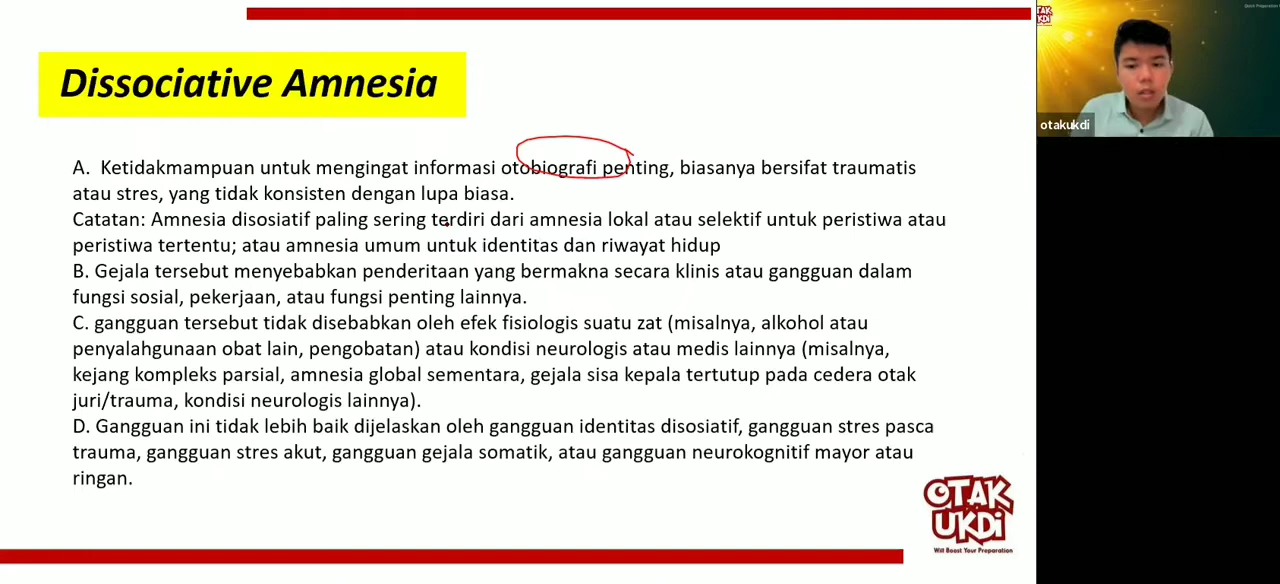 Dissociative Amnesia
A. Ketidakmampuan untuk mengingat informasi otobiografi penting, biasanya bersifat traumatis
atau stres, yang tidak konsisten dengan lupa biasa.
Catatan: Amnesia disosiatif paling sering terdiri dari amnesia lokal atau selektif untuk peristiwa atau
peristiwa tertentu; atau amnesia umum untuk identitas dan riwayat hidup
B. Gejala tersebut menyebabkan penderitaan yang bermakna secara klinis atau gangguan dalam
fungsi sosial, pekerjaan, atau fungsi penting lainnya.
C. gangguan tersebut tidak disebabkan oleh efek fisiologis suatu zat (misalnya, alkohol atau
penyalahgunaan obat lain, pengobatan) atau kondisi neurologis atau medis lainnya (misalnya,
kejang kompleks parsial, amnesia global sementara, gejala sisa kepala tertutup pada cedera otak
juri/trauma, kondisi neurologis lainnya).
D. Gangguan ini tidak lebih baik dijelaskan oleh gangguan identitas disosiatif, gangguan stres pasca
trauma, gangguan stres akut, gangguan gejala somatik, atau gangguan neurokognitif mayor atau
ringan.
OTAK
UKDi
Will Boost Your Preparation
OTAK
UKDi
otakukdi